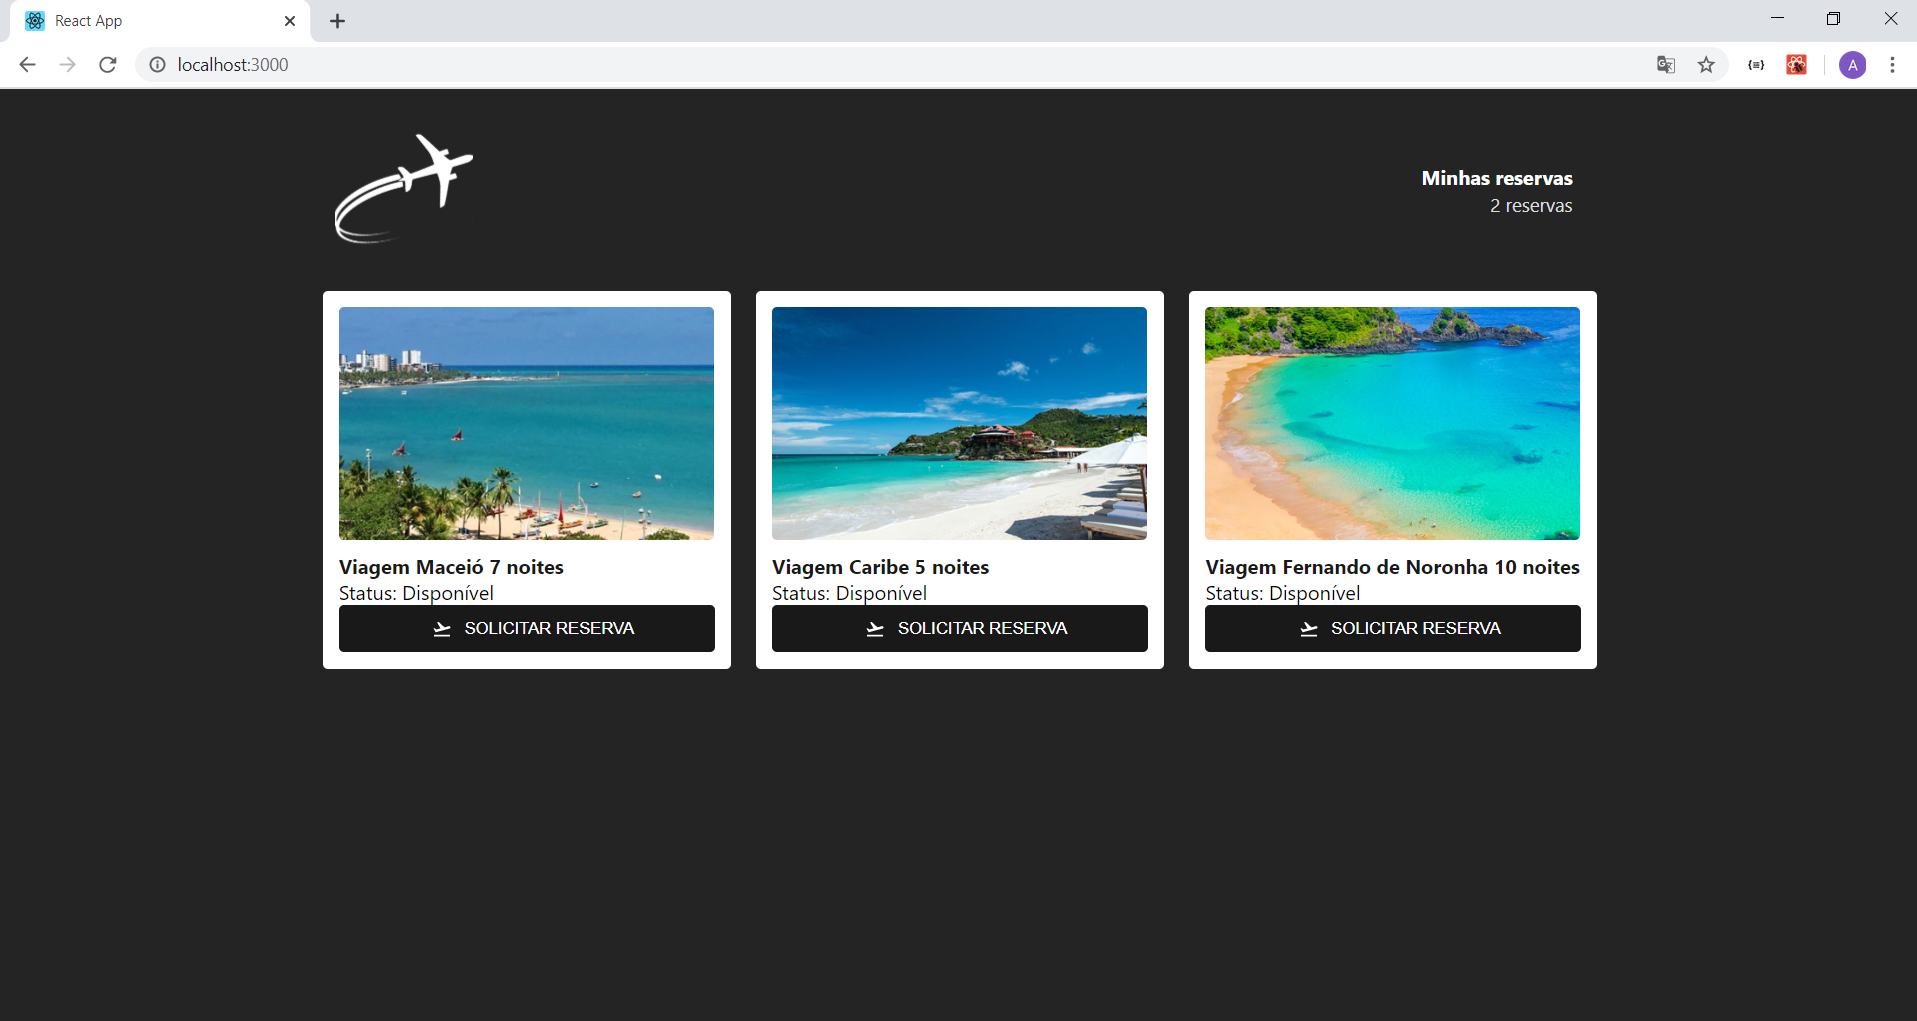 React App
localhost:3000
A
Minhas reservas
2 reservas
Viagem Maceió 7 noites
Status: Disponível
SOLICITAR RESERVA
Viagem Caribe 5 noites
Status: Disponível
SOLICITAR RESERVA
Viagem Fernando de Noronha 10 noites
Status: Disponível
SOLICITAR RESERVA